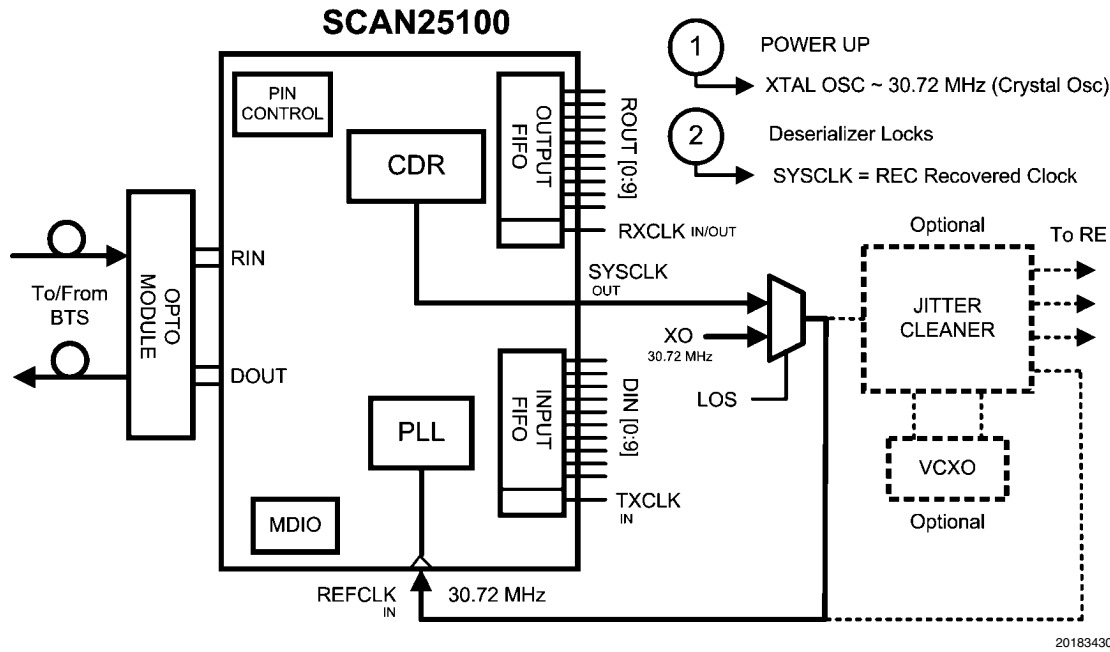 SCAN25100
1
POWER UP
XTAL OSC ~ 30.72 MHz (Crystal Osc)
2
Deserializer Locks
SYSCLK = REC Recovered Clock
PIN
CONTROL
CDR
OUTPUT
FIFO
ROUT [0:9]
RXCLK IN/OUT
SYSCLK
OUT
RIN
To/From
BTS
OPTO
MODULE
DOUT
XO
30.72 MHz
LOS
Optional
JITTER
CLEANER
To RE
VCXO
Optional
PLL
INPUT
FIFO
DIN [0:9]
TXCLK
IN
MDIO
REFCLK
IN
30.72 MHz
20183430